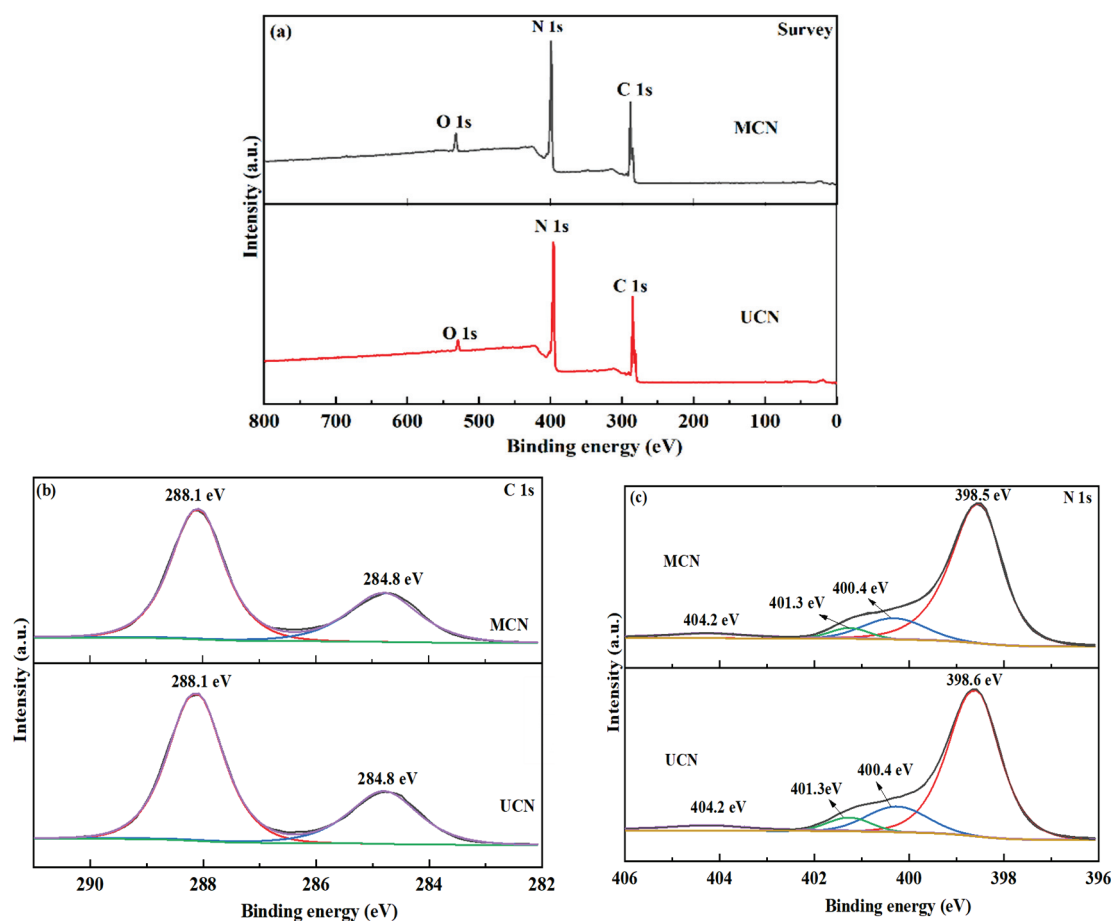 (a)
Survey
N 1s
C 1s
O 1s
MCN
N 1s
C 1s
O 1s
UCN
Intensity (a.u.)
800 700 600 500 400 300 200 100 0
Binding energy (eV)
(b)
C 1s
288.1 eV
284.8 eV
MCN
288.1 eV
284.8 eV
UCN
Intensity (a.u.)
290 288 286 284 282
Binding energy (eV)
(c)
N 1s
398.5 eV
MCN
400.4 eV
401.3eV
404.2 eV
398.6 eV
UCN
400.4 eV
401.3eV
404.2 eV
Intensity (a.u.)
406 404 402 400 398 396
Binding energy (eV)